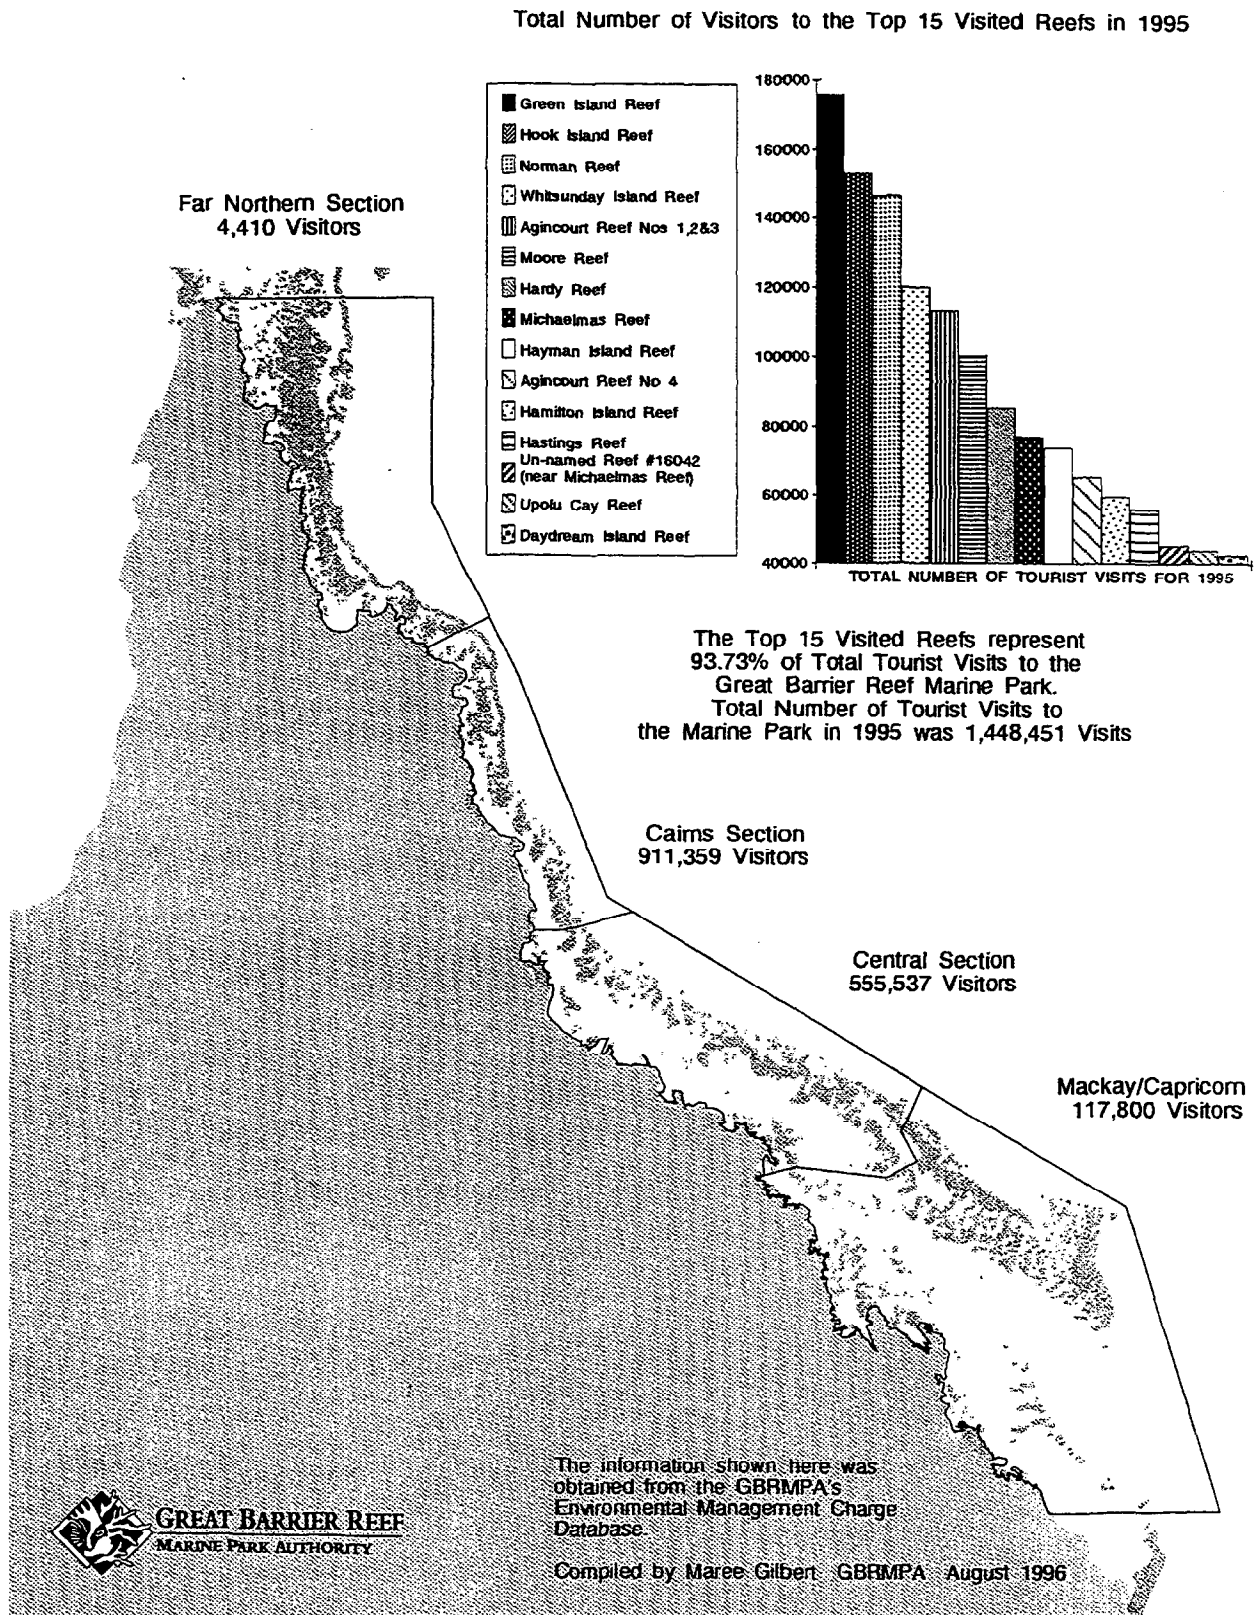 Total Number of Visitors to the Top 15 Visited Reefs in 1995
Green Island Reef
Hook Island Reef
Norman Reef
Whitsunday Island Reef
Agincourt Reef Nos 1,2&3
Moore Reef
Hardy Reef
Michaelmas Reef
Hayman Island Reef
Agincourt Reef No 4
Hamilton Island Reef
Hastings Reef
Un-named Reef #16042
(near Michaelmas Reef)
Upolu Cay Reef
Daydream Island Reef
180000
160000
140000
120000
100000
80000
60000
40000
TOTAL NUMBER OF TOURIST VISITS FOR 1995
Far Northern Section
4,410 Visitors
The Top 15 Visited Reefs represent
93.73% of Total Tourist Visits to the
Great Barrier Reef Marine Park.
Total Number of Tourist Visits to
the Marine Park in 1995 was 1,448,451 Visits
Cairns Section
911,359 Visitors
Central Section
555,537 Visitors
Mackay/Capricorn
117,800 Visitors
The information shown here was
obtained from the GBRMPA's
Environmental Management Charge
Database.
Compiled by Maree Gilbert GBRMPA August 1996
GREAT BARRIER REEF
MARINE PARK AUTHORITY